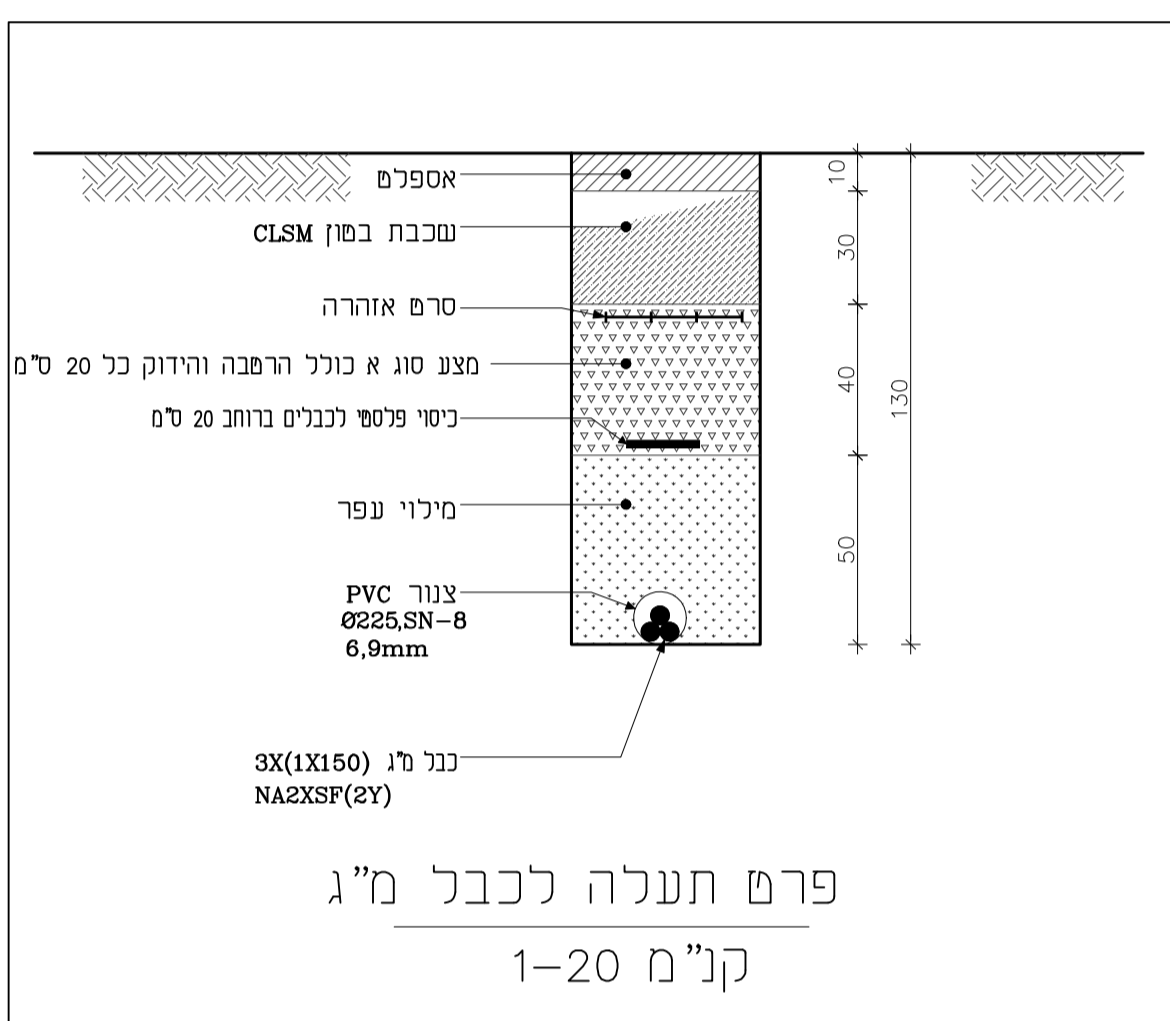 אספלט
10
שכבת בטון CLSM
30
סרט אזהרה
מצע סוג א כולל הרטבה והידוק כל 20 ס"מ
40
130
כיסוי פלסטי לכבלים ברוחב 20 ס"מ
מילוי עפר
50
צנור PVC
Ø225,SN-8
6,9mm
כבל מ"ג 3X(1X150)
NA2XSF(2Y)
פרט תעלה לכבל מ"ג
קנ"מ 1-20